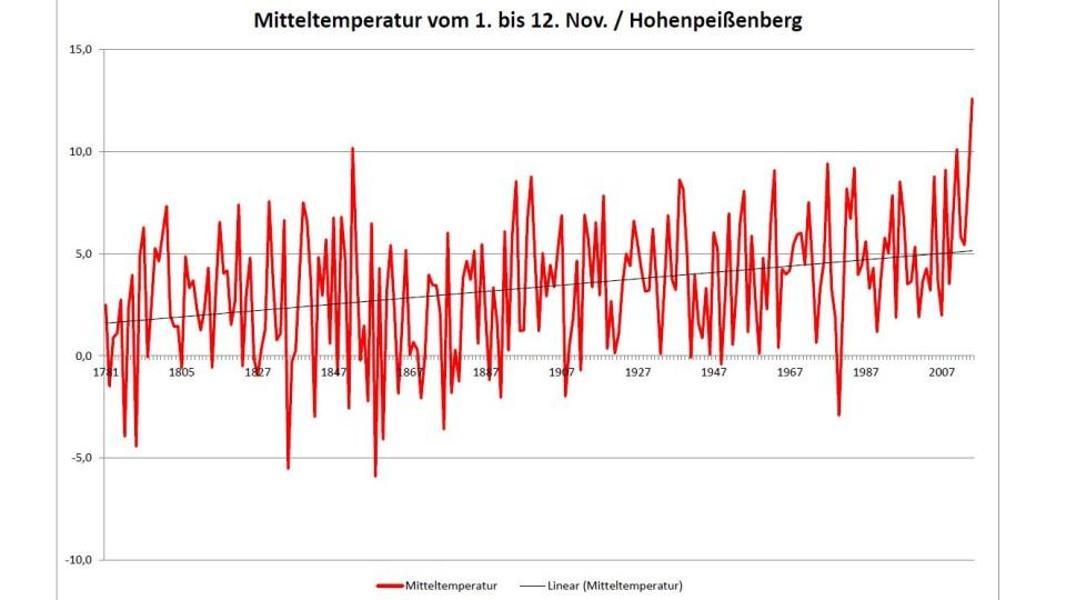 Mitteltemperatur vom 1. bis 12. Nov. / Hohenpeißenberg
15,0
10,0
5,0
0,0
1781 1805 1827 1847 1867 1887 1907 1927 1947 1967 1987 2007
-5,0
-10,0
Mitteltemperatur Linear (Mitteltemperatur)